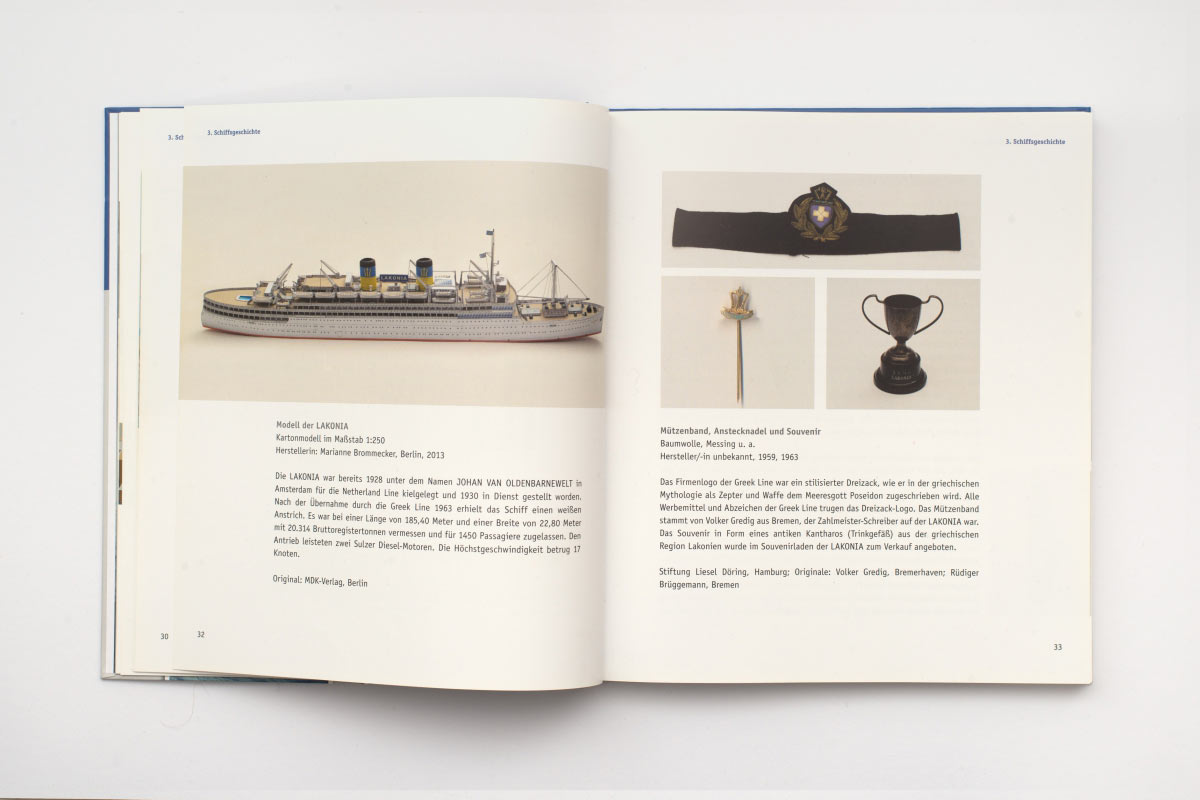 3. Sch
3. Schiffsgeschichte
LAKONIA
Modell der LAKONIA
Kartonmodell im Maßstab 1:250
Herstellerin: Marianne Brommecker, Berlin, 2013
Die LAKONIA war bereits 1928 unter dem Namen JOHAN VAN OLDENBARNEWELT in
Amsterdam für die Netherland Line kielgelegt und 1930 in Dienst gestellt worden.
Nach der Übernahme durch die Greek Line 1963 erhielt das Schiff einen weißen
Anstrich. Es war bei einer Länge von 185,40 Meter und einer Breite von 22,80 Meter
mit 20.314 Bruttoregistertonnen vermessen und für 1450 Passagiere zugelassen. Den
Antrieb leisteten zwei Sulzer Diesel-Motoren. Die Höchstgeschwindigkeit betrug 17
Knoten.
Original: MDK-Verlag, Berlin
30
32
3. Schiffsgeschichte
LAKONIA
Mützenband, Anstecknadel und Souvenir
Baumwolle, Messing u. a.
Hersteller/-in unbekannt, 1959, 1963
Das Firmenlogo der Greek Line war ein stilisierter Dreizack, wie er in der griechischen
Mythologie als Zepter und Waffe dem Meeresgott Poseidon zugeschrieben wird. Alle
Werbemittel und Abzeichen der Greek Line trugen das Dreizack-Logo. Das Mützenband
stammt von Volker Gredig aus Bremen, der Zahlmeister-Schreiber auf der LAKONIA war.
Das Souvenir in Form eines antiken Kantharos (Trinkgefäß) aus der griechischen
Region Lakonien wurde im Souvenirladen der LAKONIA zum Verkauf angeboten.
Stiftung Liesel Döring, Hamburg; Originale: Volker Gredig, Bremerhaven; Rüdiger
Brüggemann, Bremen
33